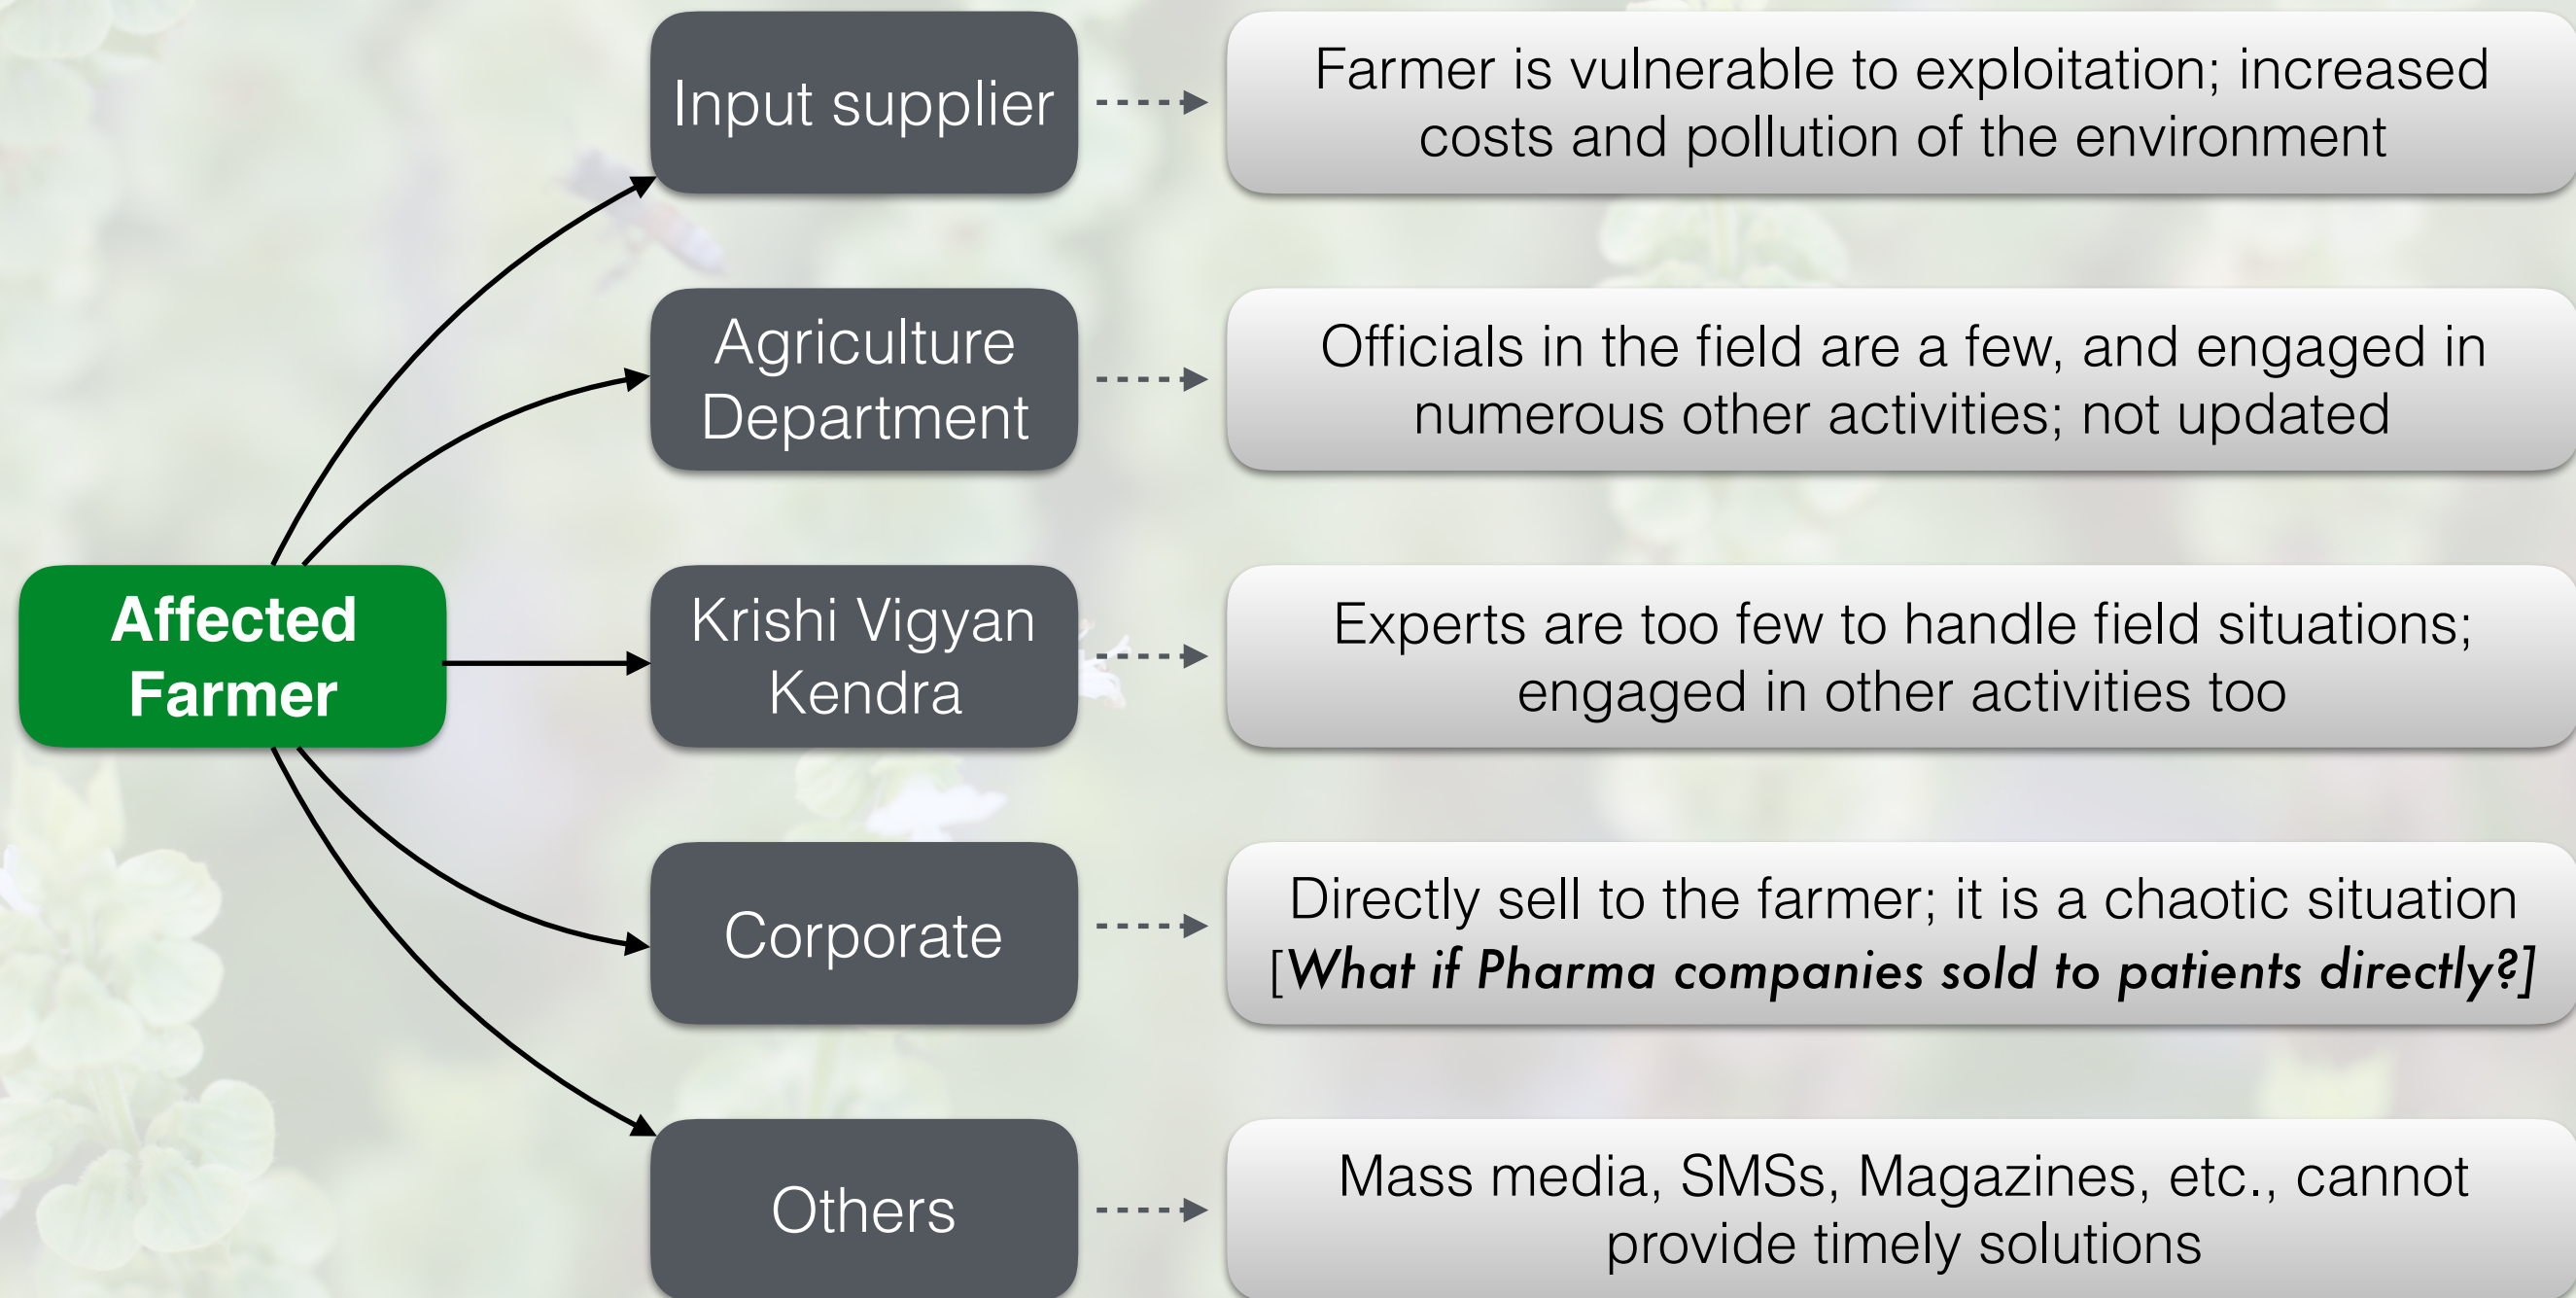 Input supplier
Farmer is vulnerable to exploitation; increased
costs and pollution of the environment
Agriculture
Department
Officials in the field are a few, and engaged in
numerous other activities; not updated
Affected
Farmer
Krishi Vigyan
Kendra
Experts are too few to handle field situations;
engaged in other activities too
Corporate
Directly sell to the farmer; it is a chaotic situation
[What if Pharma companies sold to patients directly?]
Others
Mass media, SMSs, Magazines, etc., cannot
provide timely solutions